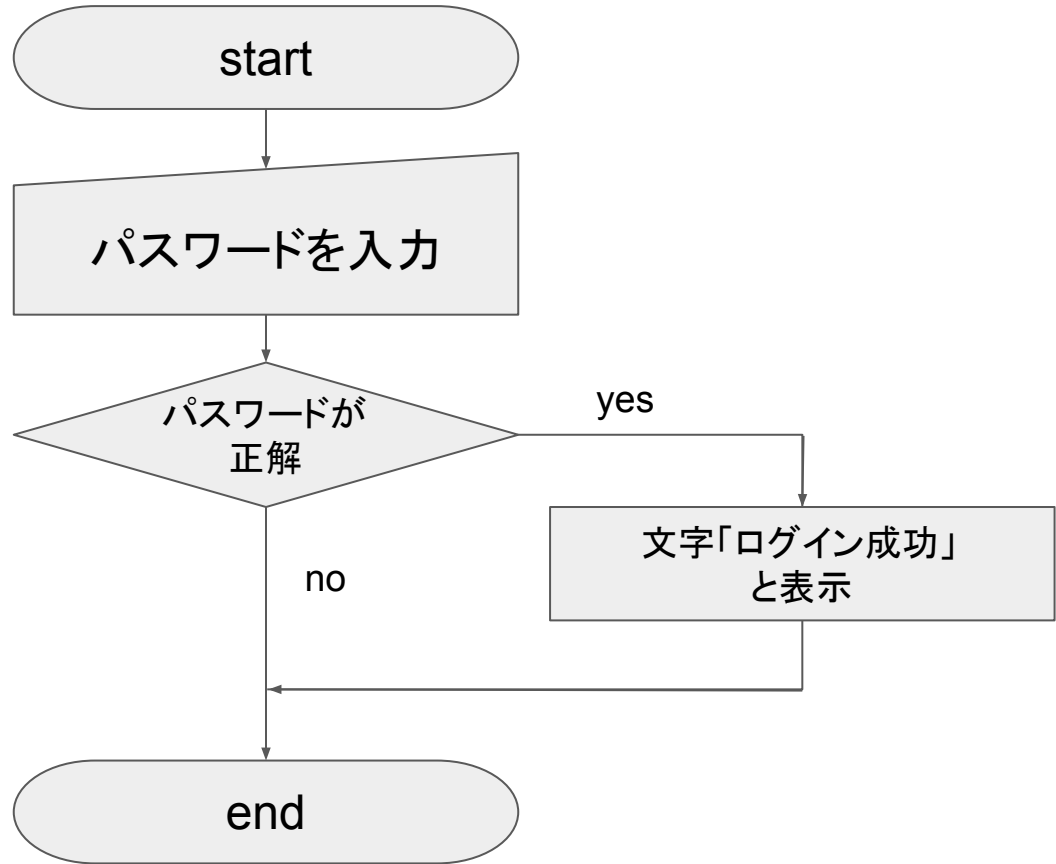 start
パスワードを入力
パスワードが
正解
yes
文字「ログイン成功」
と表示
no
end